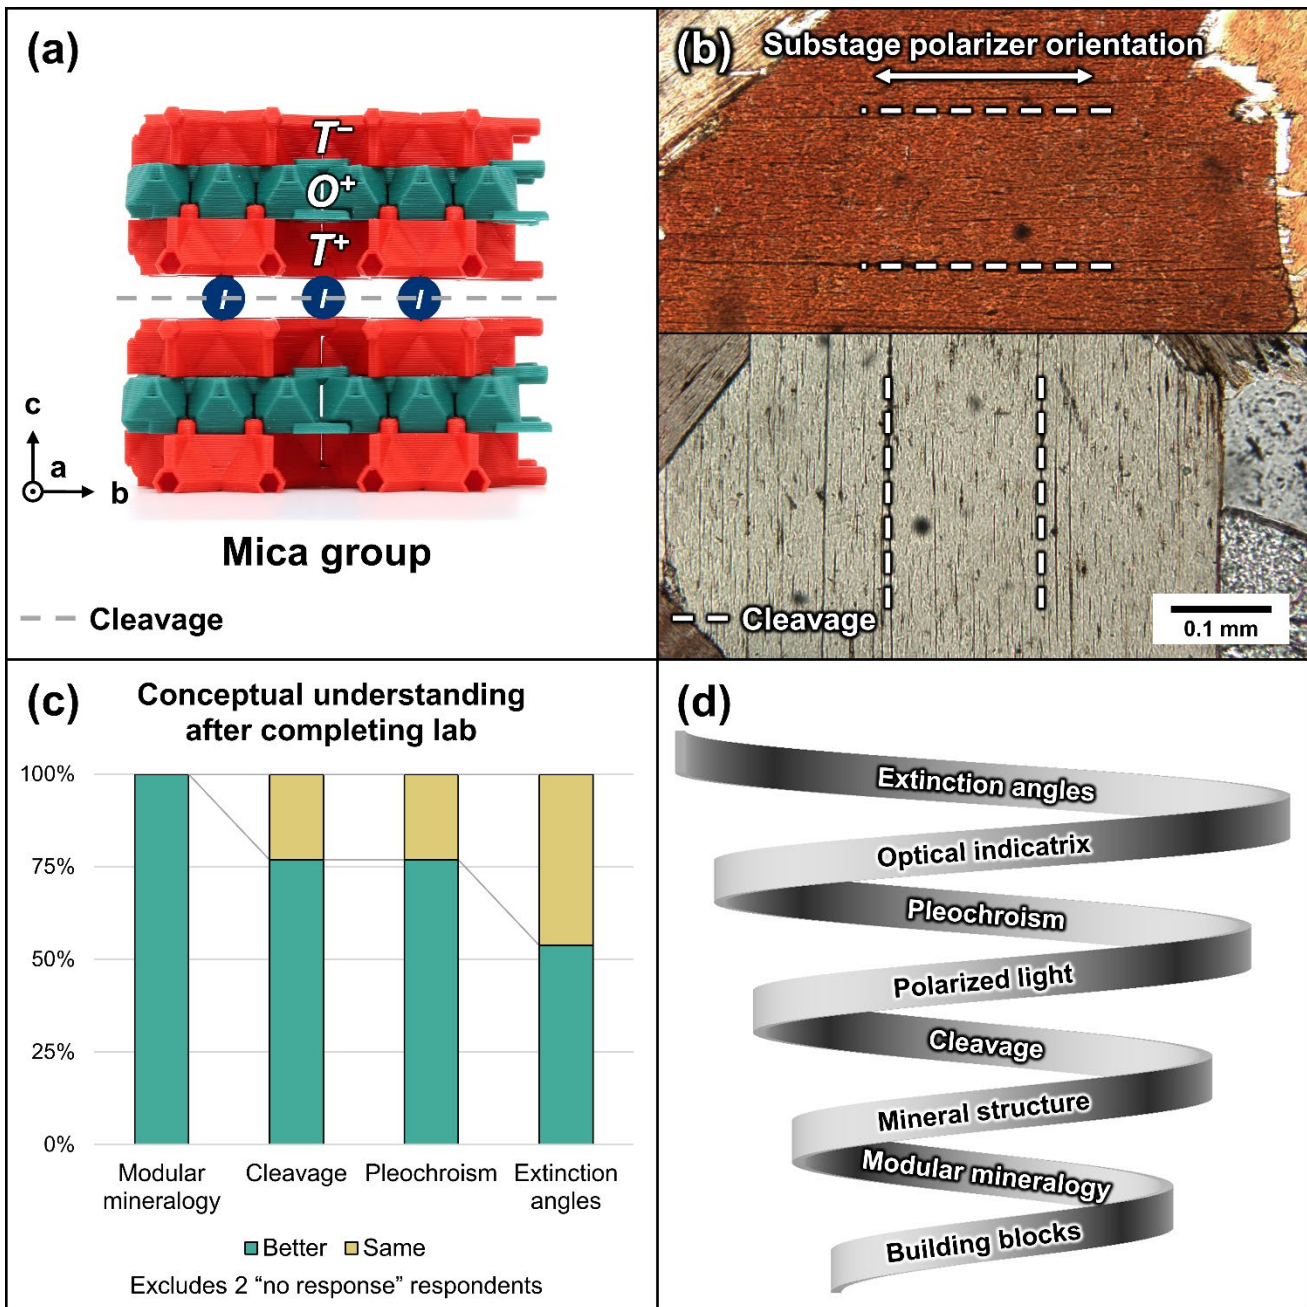 (a)
T−
O+
T+
I I I
c
a
b
Mica group
Cleavage
(b)
Substage polarizer orientation
Cleavage
0.1 mm
(c)
Conceptual understanding
after completing lab
100%
75%
50%
25%
0%
Modular
mineralogy
Cleavage
Pleochroism
Extinction
angles
Better
Same
Excludes 2 “no response” respondents
(d)
Extinction angles
Optical indicatrix
Pleochroism
Polarized light
Cleavage
Mineral structure
Modular mineralogy
Building blocks